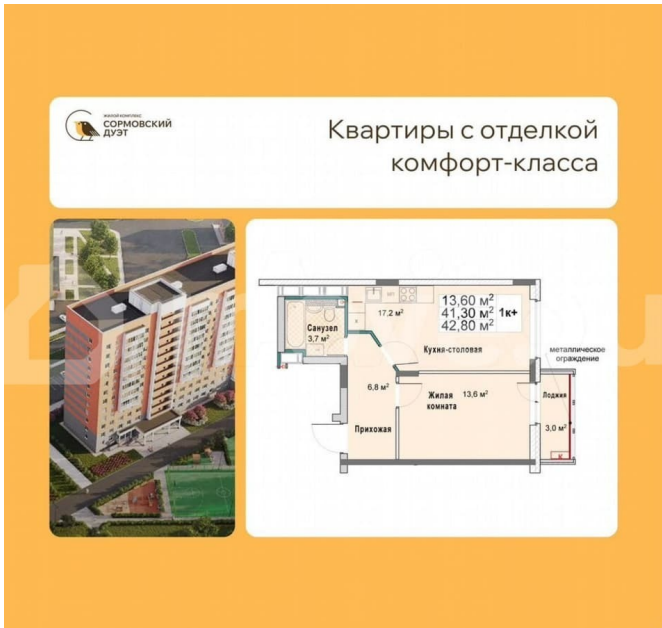 ЖИЛОЙ КОМПЛЕКС
СОРМОВСКИЙ
ДУЭТ
Квартиры с отделкой
комфорт-класса
13,60 м²
41,30 м²
42,80 м²
1к+
17,2 м²
Санузел
3,7 м²
Кухня-столовая
металлическое
ограждение
6,8 м²
Жилая
комната
13,6 м²
Лоджия
3,0 м²
Прихожая